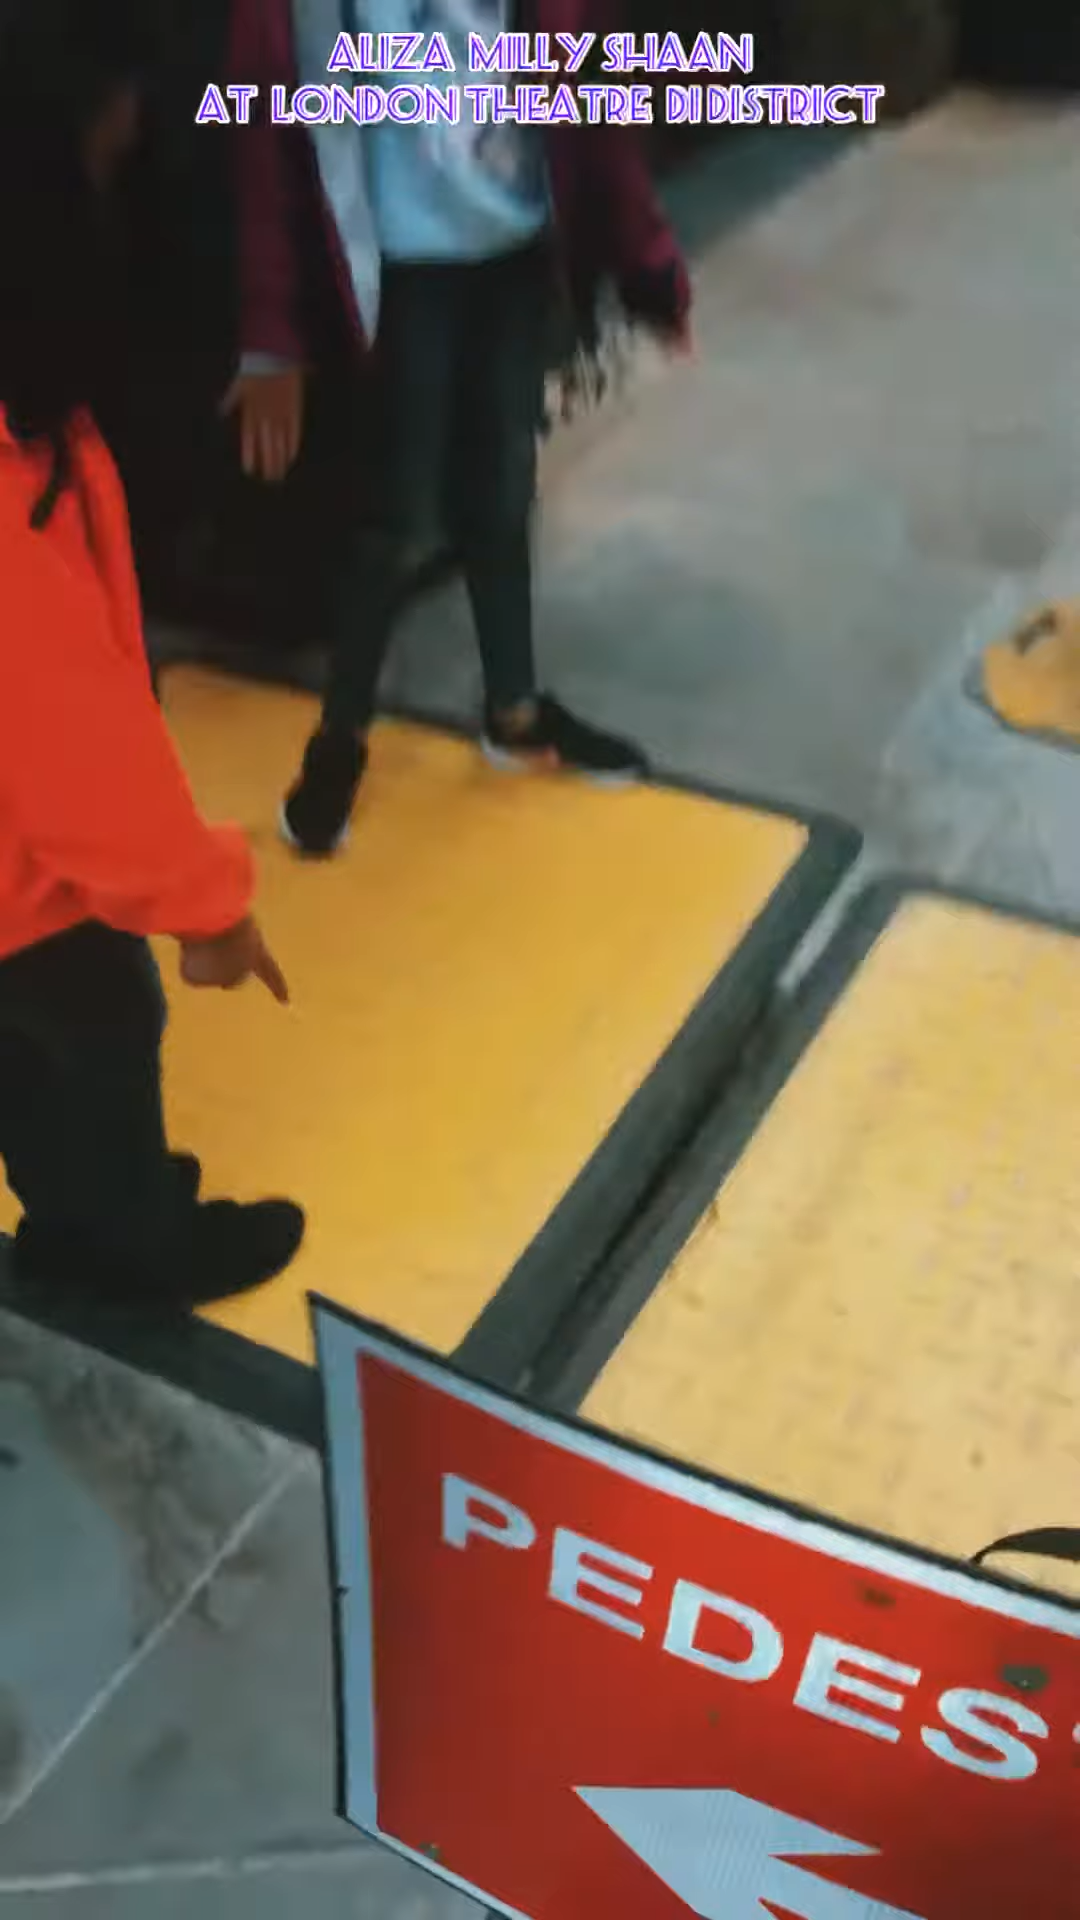 ALIZA MILLY SHAAN
AT LONDON THEATRE DI DISTRICT
PEDES